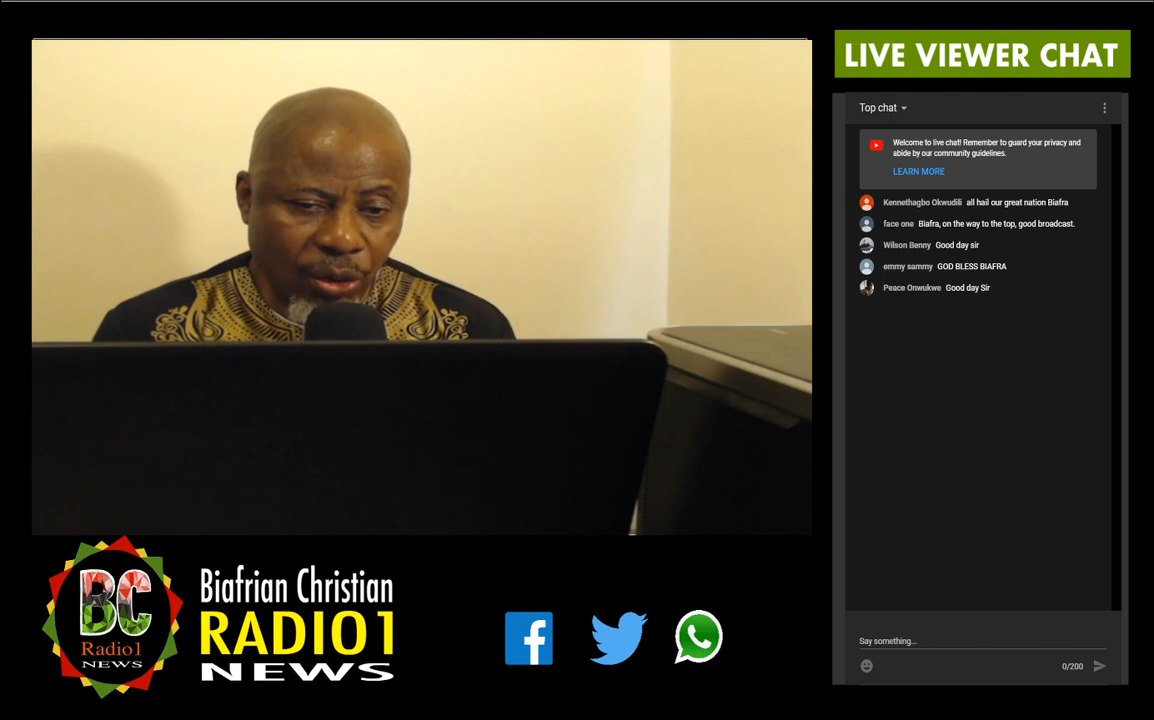 LIVE VIEWER CHAT
Top chat
Welcome to live chat! Remember to guard your privacy and
abide by our community guidelines.
LEARN MORE
Kennethagbo Okwudili all hail our great nation Biafra
face one Biafra, on the way to the top, good broadcast.
Wilson Benny Good day sir
emmy sammy GOD BLESS BIAFRA
Peace Onwukwe Good day Sir
Say something...
0/200
BC
Radio1
NEWS
Biafrian Christian
RADIO1
NEWS